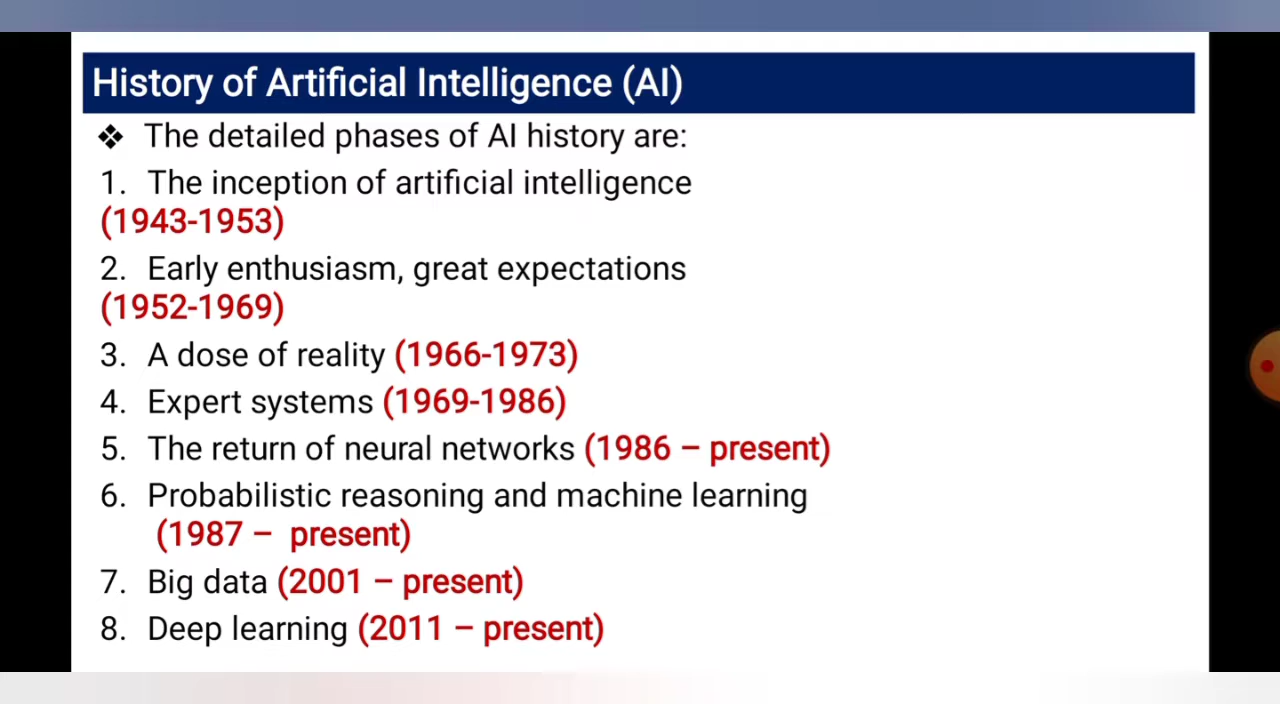 History of Artificial Intelligence (AI)
❖ The detailed phases of AI history are:
1. The inception of artificial intelligence
(1943-1953)
2. Early enthusiasm, great expectations
(1952-1969)
3. A dose of reality (1966-1973)
4. Expert systems (1969-1986)
5. The return of neural networks (1986 – present)
6. Probabilistic reasoning and machine learning
(1987 – present)
7. Big data (2001 – present)
8. Deep learning (2011 – present)